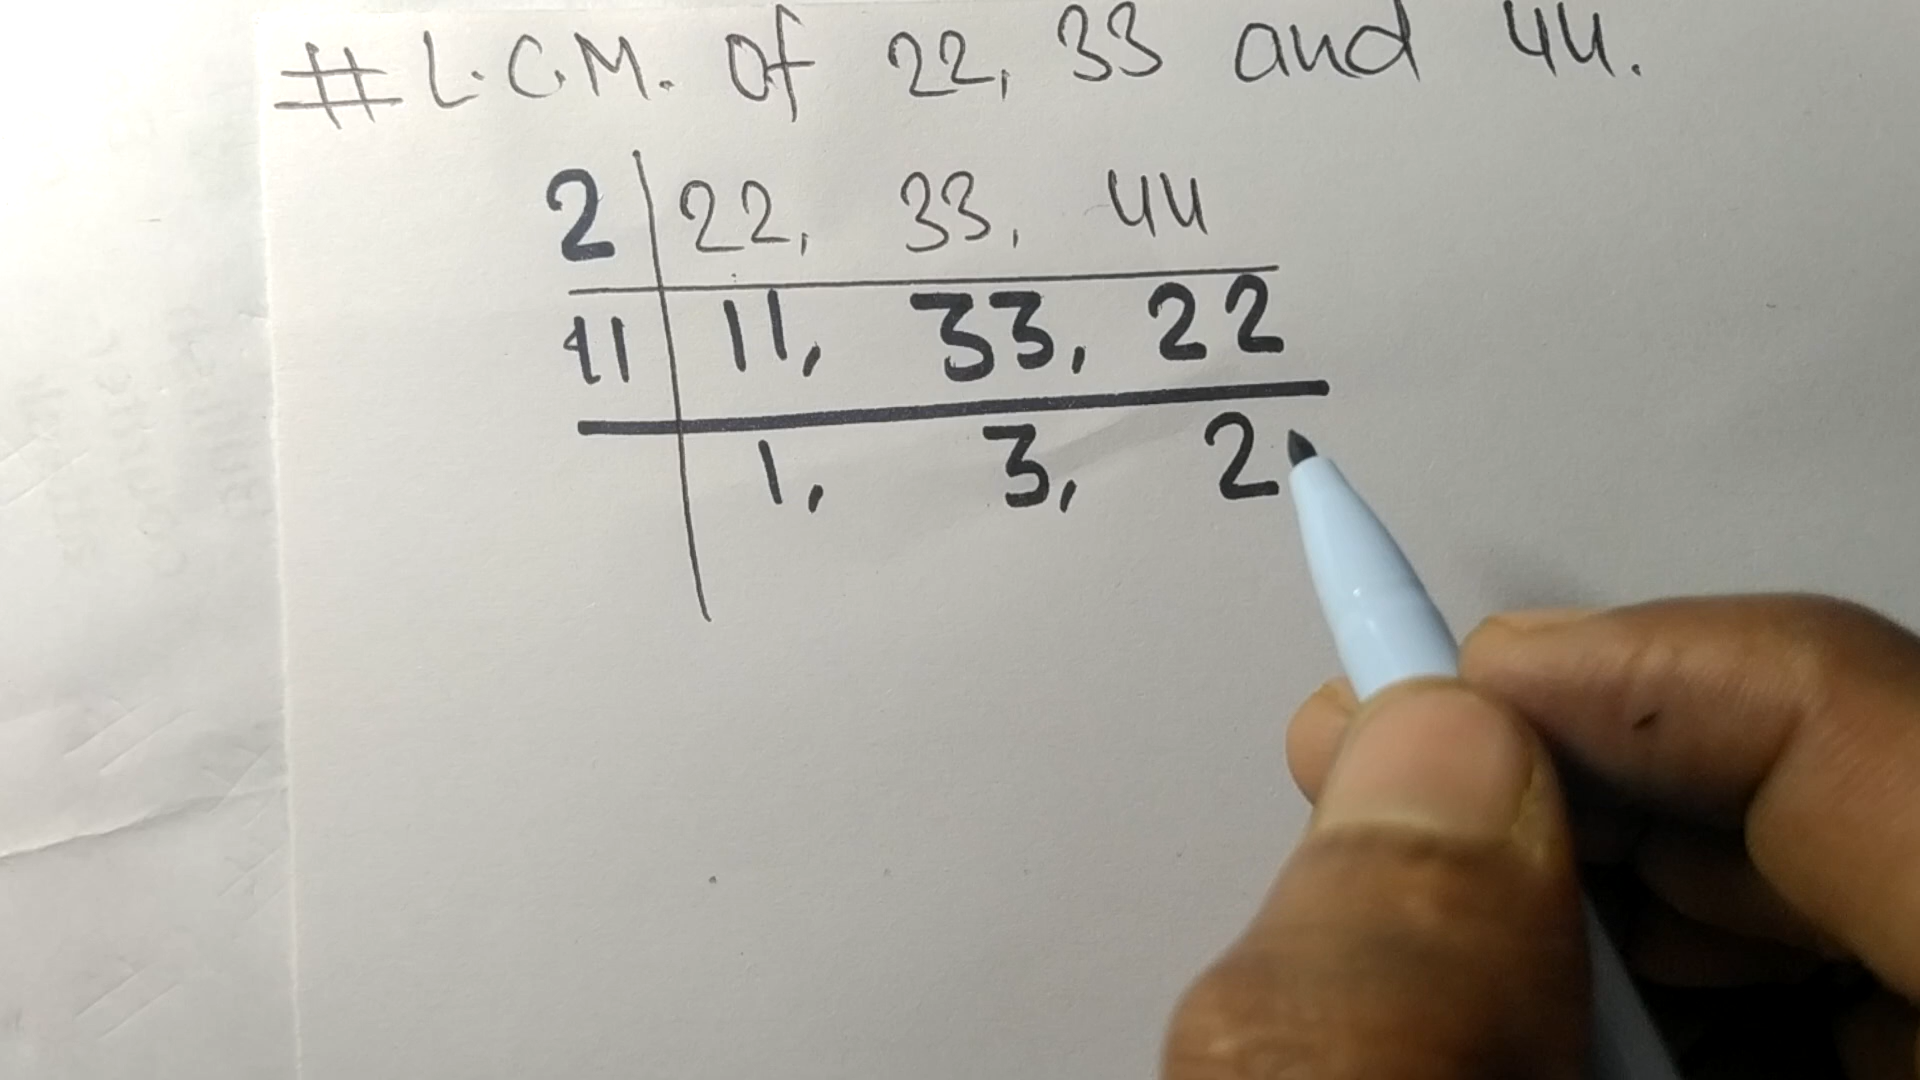 # L.C.M. of 22, 33 and 44.
2 | 22, 33, 44
11 | 11, 33, 22
1, 3, 2